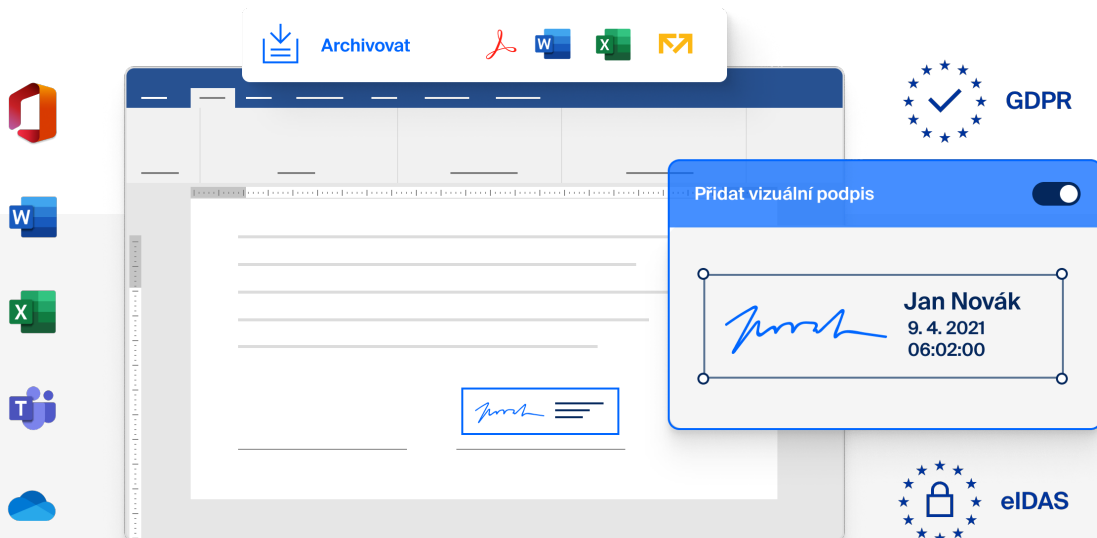 Archivovat
W
X
GDPR
W
Přidat vizuální podpis
X
Jan Novák
9. 4. 2021
06:02:00
T
eIDAS